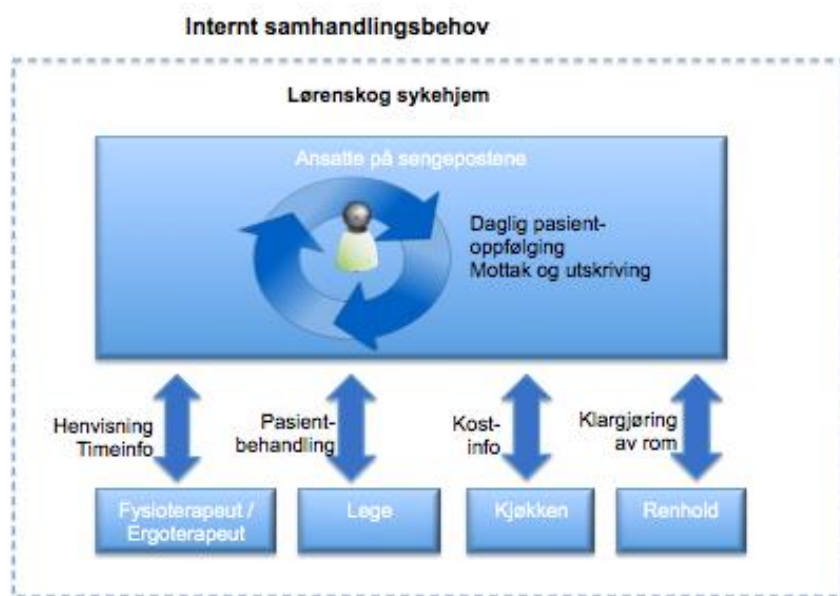 Internt samhandlingsbehov
Lørenskog sykehjem
Ansatte på sengepostene
Daglig pasient-
oppfølging
Mottak og utskriving
Henvisning
Timeinfo
Pasient-
behandling
Kost-
info
Klargjøring
av rom
Fysioterapeut /
Ergoterapeut
Lege
Kjøkken
Renhold